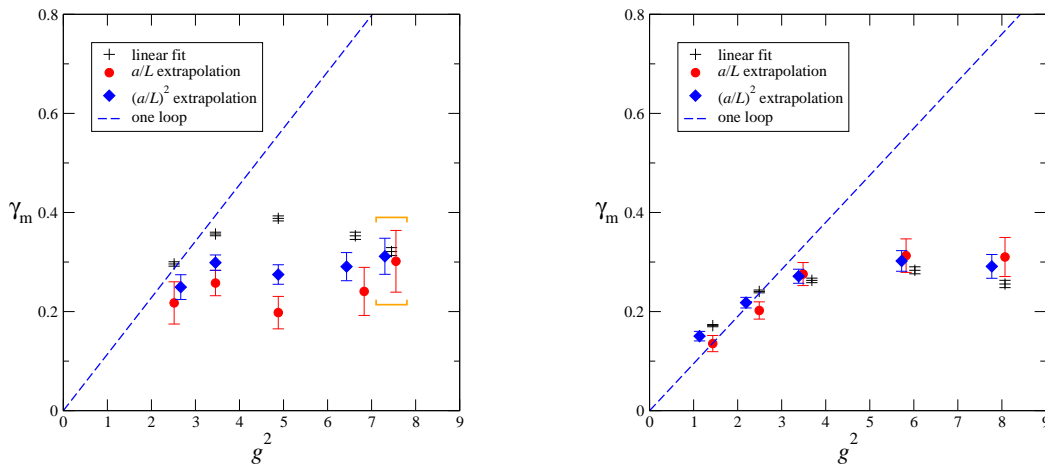 0.8
linear fit
a/L extrapolation
(a/L)² extrapolation
one loop
0.6
γₘ
0.4
0.2
0
0 1 2 3 4 5 6 7 8 9
g²
0.8
linear fit
a/L extrapolation
(a/L)² extrapolation
one loop
0.6
γₘ
0.4
0.2
0
0 1 2 3 4 5 6 7 8 9
g²